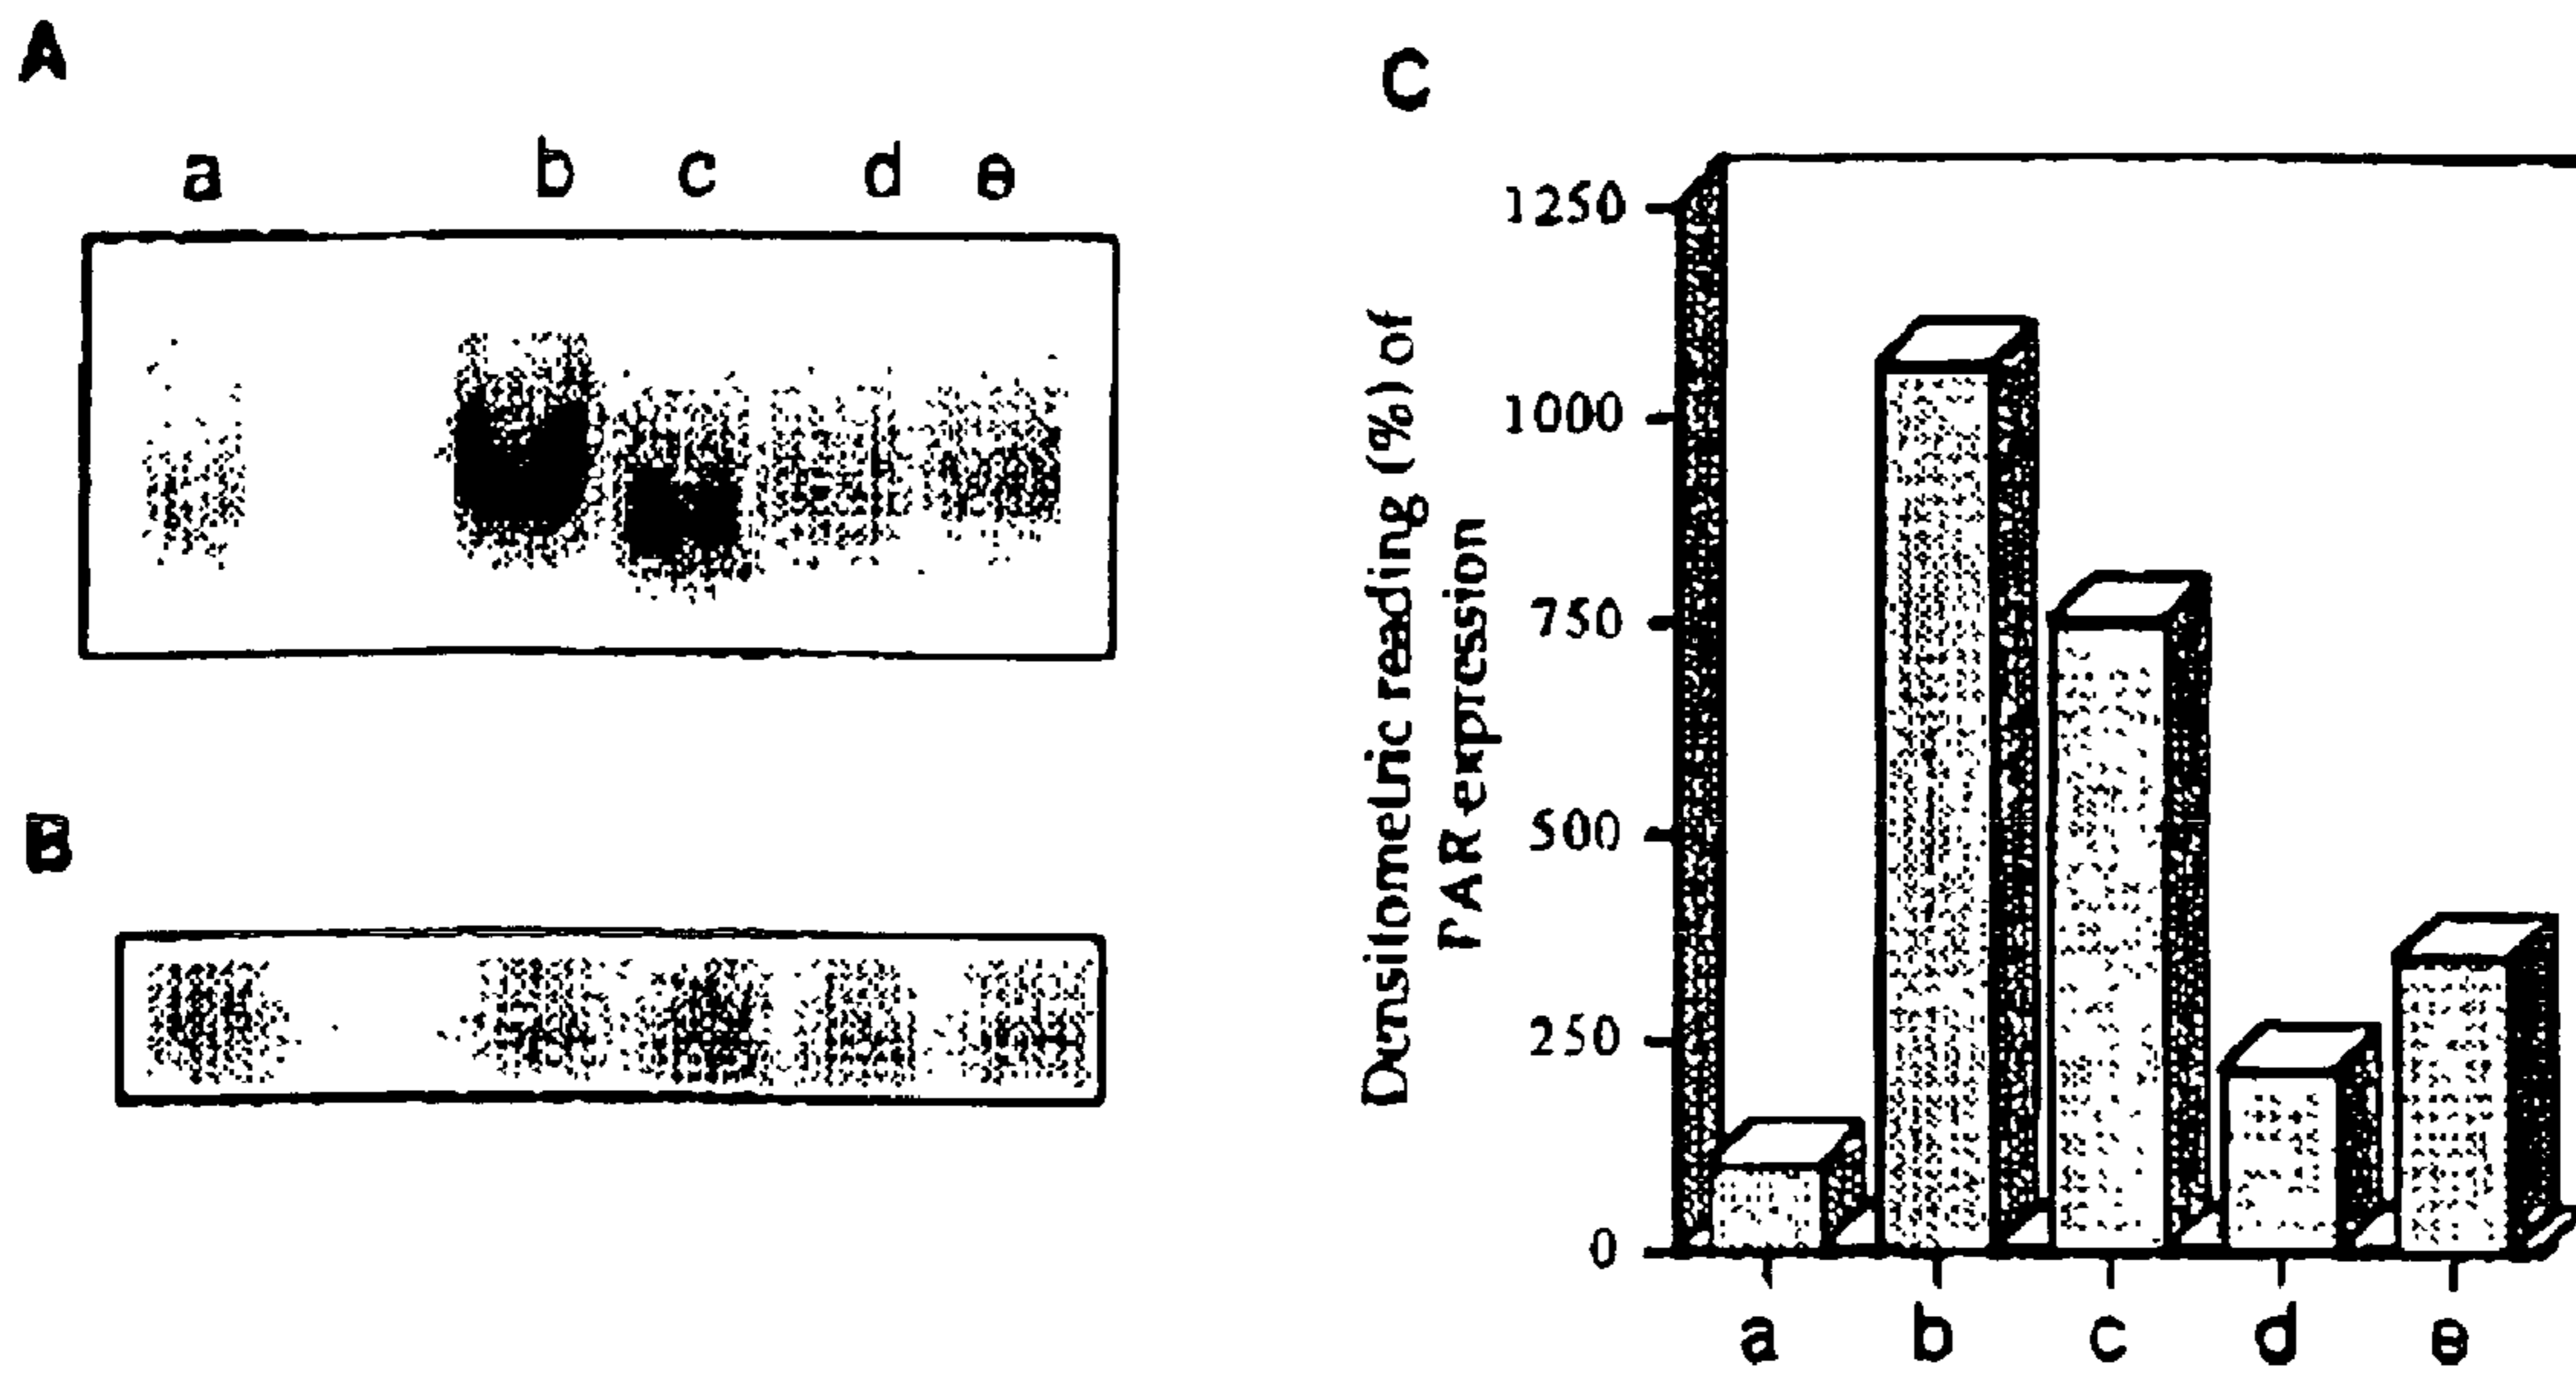 A
a b c d e
B
C
Densitometric reading (%) of
PAR expression
1250
1000
750
500
250
0
a b c d e